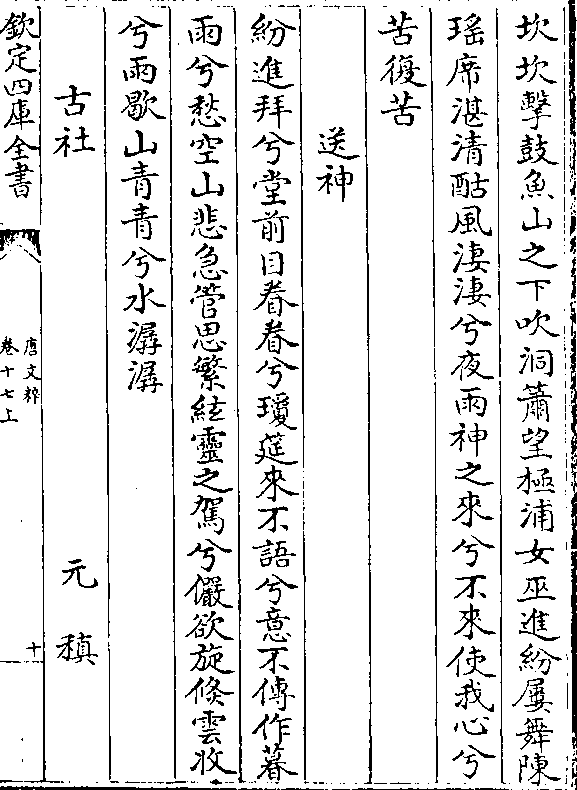 坎坎擊鼓魚山之下吹洞簫望極浦女巫進紛屢舞陳
瑤席湛清酤風淒淒兮夜雨神之來兮不來使我心兮
苦復苦
送神
紛進拜兮堂前目眷眷兮瓊筵來不語兮意不傳作暮
雨兮愁空山悲急管思繁絃靈之駕兮儼欲旋倐雲收
兮雨歇山青青兮水潺潺
古社 元稹
欽定四庫全書
唐文粹
卷十七上
十